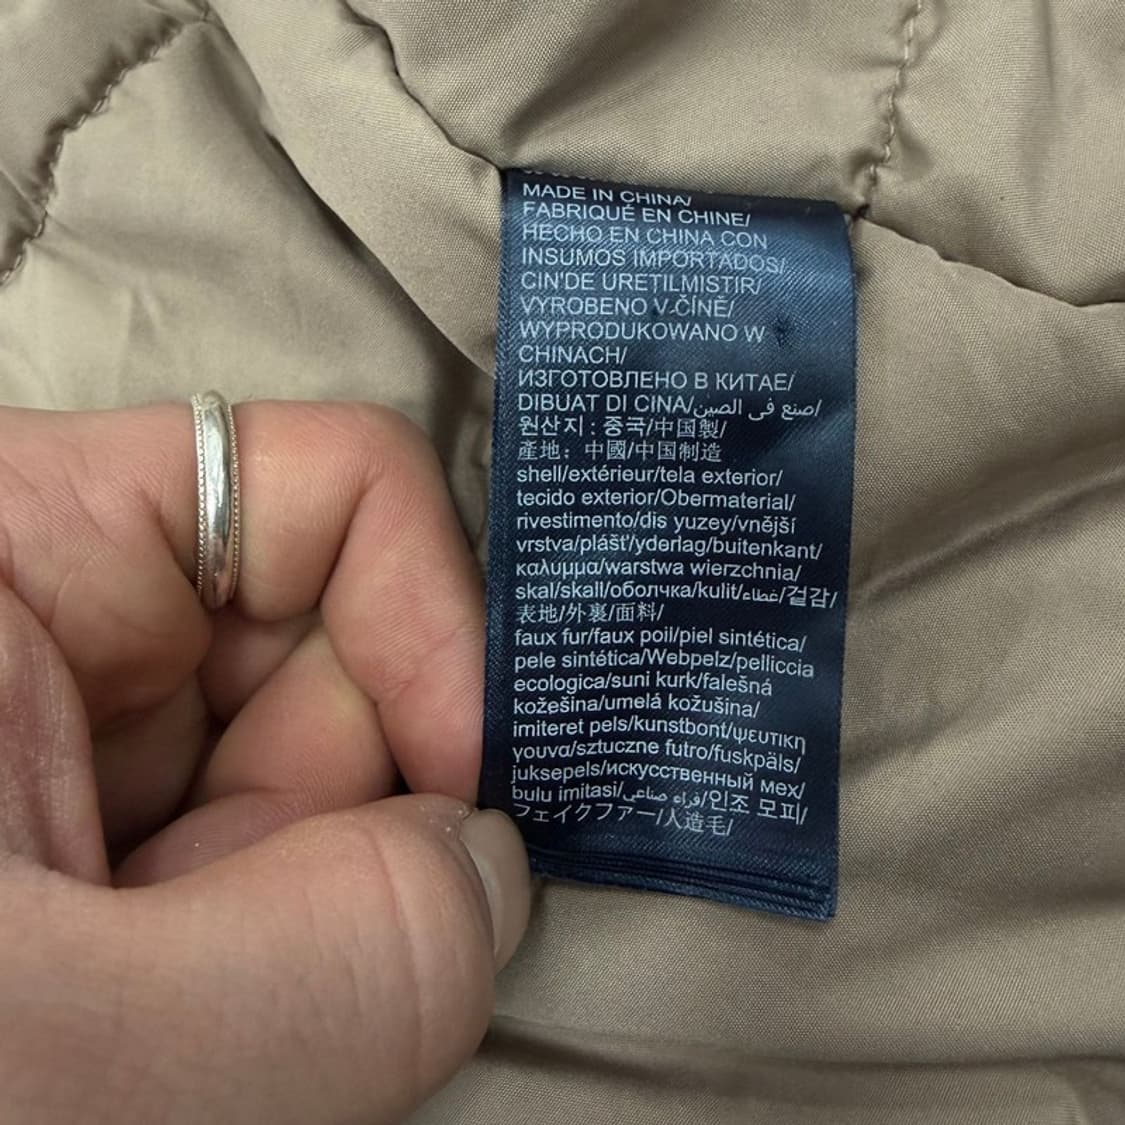 MADE IN CHINA/
FABRIQUÉ EN CHINE/
HECHO EN CHINA CON
INSUMOS IMPORTADOS/
CIN'DE URETILMISTIR/
VYROBENO V-ČÍNĚ/
WYPRODUKOWANO W
CHINACH/
ИЗГОТОВЛЕНО В КИТАЕ/
DIBUAT DI CINA/صنع في الصين/
원산지 : 중국/中国製/
產地：中國/中国制造
shell/extérieur/tela exterior/
tecido exterior/Obermaterial/
rivestimento/dis yuzey/vnější
vrstva/plášť/yderlag/buitenkant/
καλυμμα/warstwa wierzchnia/
skal/skall/оболчка/kulit/غطاء/겉감/
表地/外裏/面料/
faux fur/faux poil/piel sintética/
pele sintética/Webpelz/pelliccia
ecologica/suni kurk/falešná
kožešina/umelá kožušina/
imiteret pels/kunstbont/ψευτικη
γουνα/sztuczne futro/fuskpäls/
juksepels/искусственный мех/
bulu imitasi/فراء صناعي/인조 모피/
フェイクファー/人造毛/